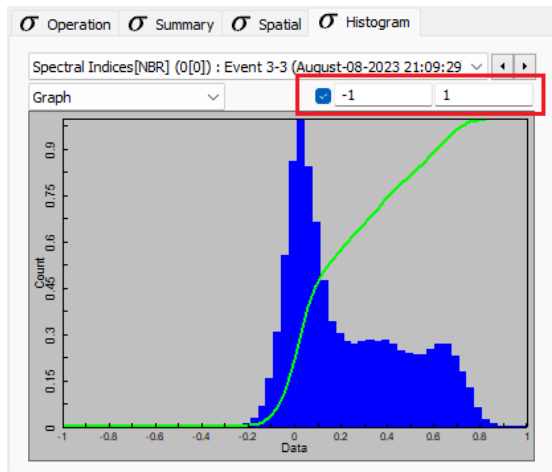 σ Operation σ Summary σ Spatial σ Histogram
Spectral Indices[NBR] (0[0]) : Event 3-3 (August-08-2023 21:09:29
Graph -1 1
0.9
0.75
0.6
Count
0.45
0.3
0.15
0
-1 -0.8 -0.6 -0.4 -0.2 0 0.2 0.4 0.6 0.8 1
Data